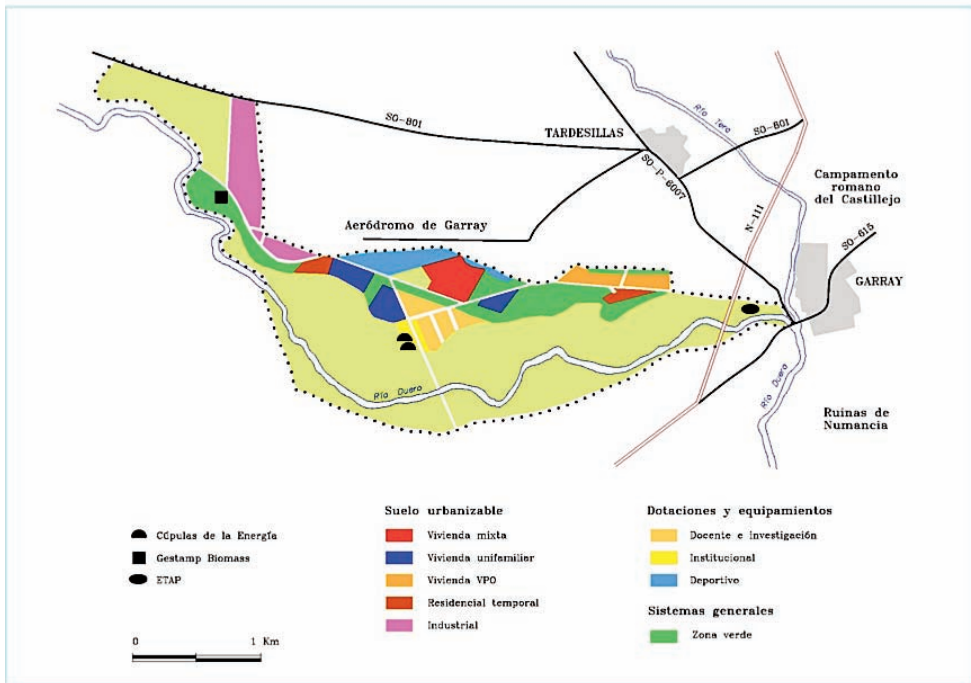 SO-801
TARDESILLAS
Río Tera
SO-801
SO-P-6007
Campamento
romano
del Castillejo
Aeródromo de Garray
N-111
SO-615
GARRAY
Río Duero
Río Duero
Ruinas de
Numancia
Cúpulas de la Energía
Gestamp Biomass
ETAP
0 1 Km
Suelo urbanizable
Vivienda mixta
Vivienda unifamiliar
Vivienda VPO
Residencial temporal
Industrial
Dotaciones y equipamientos
Docente e Investigación
Institucional
Deportivo
Sistemas generales
Zona verde